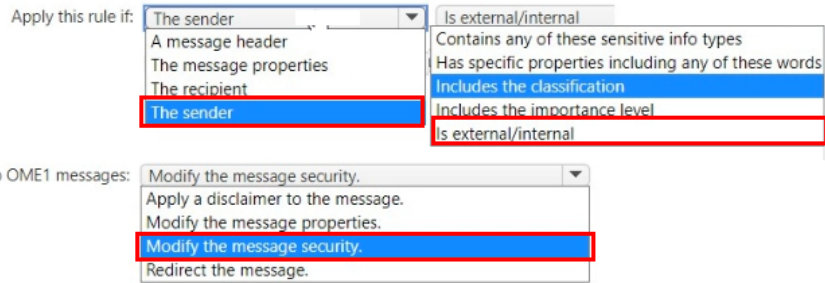 Apply this rule if: The sender Is external/internal
A message header
The message properties
The recipient
The sender
Contains any of these sensitive info types
Has specific properties including any of these words
Includes the classification
Includes the importance level
Is external/internal
OME1 messages: Modify the message security.
Apply a disclaimer to the message.
Modify the message properties.
Modify the message security.
Redirect the message.